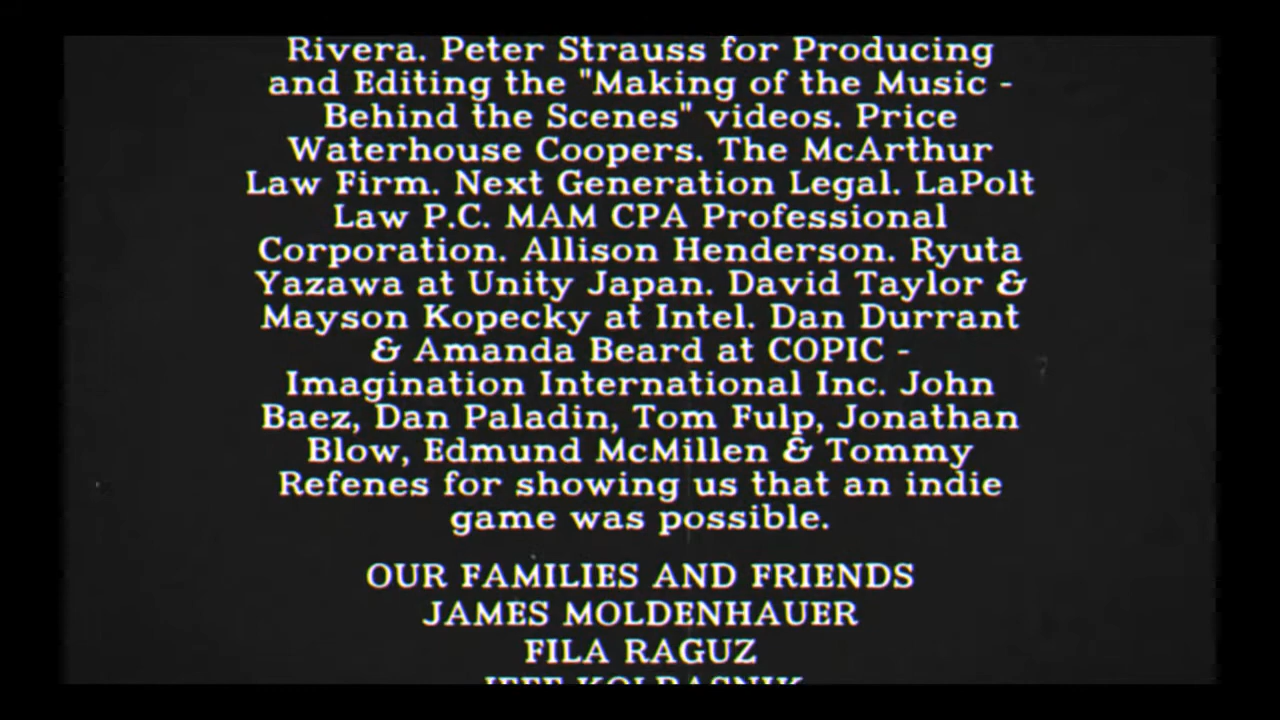 Rivera. Peter Strauss for Producing
and Editing the "Making of the Music -
Behind the Scenes" videos. Price
Waterhouse Coopers. The McArthur
Law Firm. Next Generation Legal. LaPolt
Law P.C. MAM CPA Professional
Corporation. Allison Henderson. Ryuta
Yazawa at Unity Japan. David Taylor &
Mayson Kopecky at Intel. Dan Durrant
& Amanda Beard at COPIC -
Imagination International Inc. John
Baez, Dan Paladin, Tom Fulp, Jonathan
Blow, Edmund McMillen & Tommy
Refenes for showing us that an indie
game was possible.
OUR FAMILIES AND FRIENDS
JAMES MOLDENHAUER
FILA RAGUZ